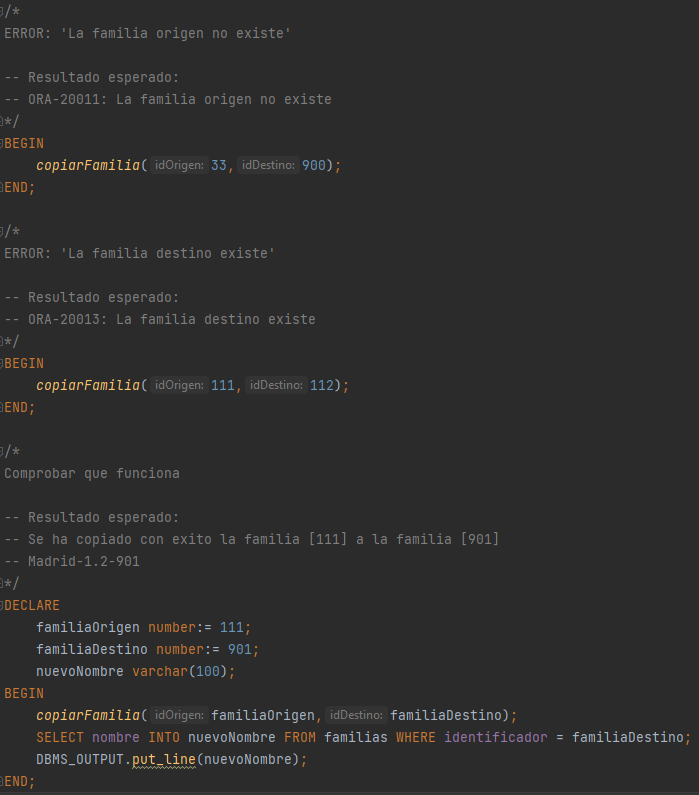 /*
ERROR: 'La familia origen no existe'
-- Resultado esperado:
-- ORA-20011: La familia origen no existe
*/
BEGIN
copiarFamilia( idOrigen: 33, idDestino: 900);
END;
/*
ERROR: 'La familia destino existe'
-- Resultado esperado:
-- ORA-20013: La familia destino existe
*/
BEGIN
copiarFamilia( idOrigen: 111, idDestino: 112);
END;
/*
Comprobar que funciona
-- Resultado esperado:
-- Se ha copiado con exito la familia [111] a la familia [901]
-- Madrid-1.2-901
*/
DECLARE
familiaOrigen number:= 111;
familiaDestino number:= 901;
nuevoNombre varchar(100);
BEGIN
copiarFamilia( idOrigen: familiaOrigen, idDestino: familiaDestino);
SELECT nombre INTO nuevoNombre FROM familias WHERE identificador = familiaDestino;
DBMS_OUTPUT.put_line(nuevoNombre);
END;